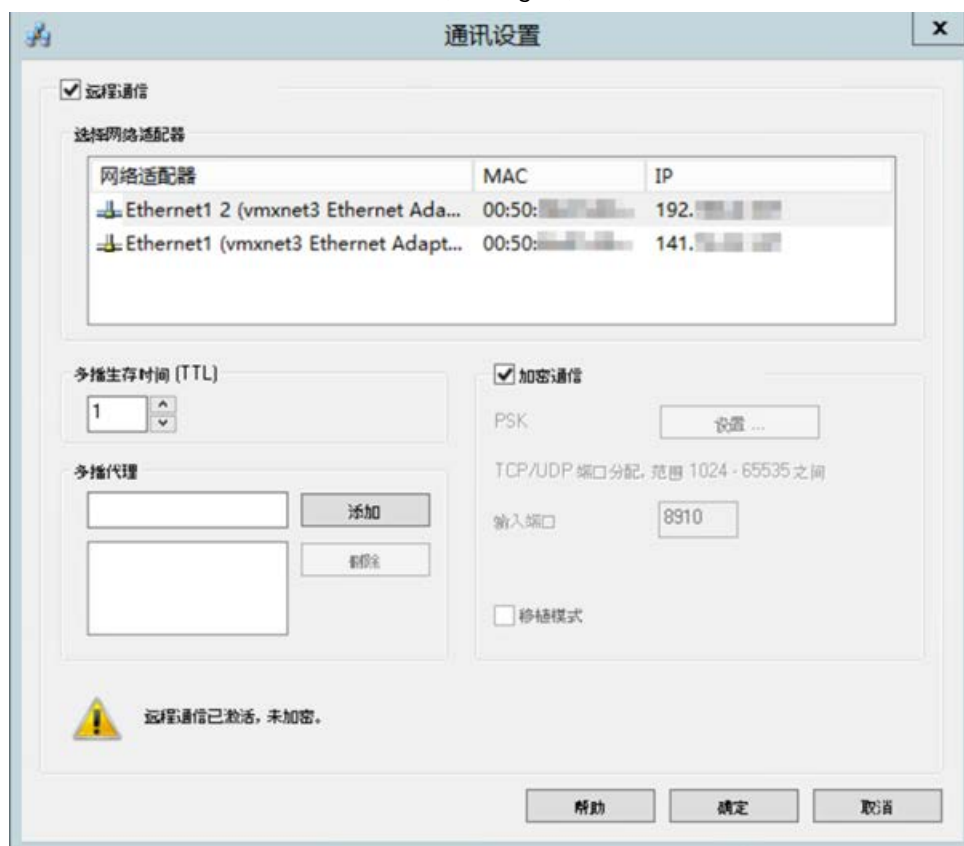 通讯设置
x
远程通信
选择网络适配器
网络适配器 MAC IP
Ethernet1 2 (vmxnet3 Ethernet Ada... 00:50: 192.
Ethernet1 (vmxnet3 Ethernet Adapt... 00:50: 141.
多播生存时间 (TTL)
1
加密通信
PSK 设置 ...
多播代理
添加
删除
TCP/UDP 端口分配, 范围 1024 - 65535 之间
输入端口 8910
移植模式
远程通信已激活, 未加密。
帮助 确定 取消